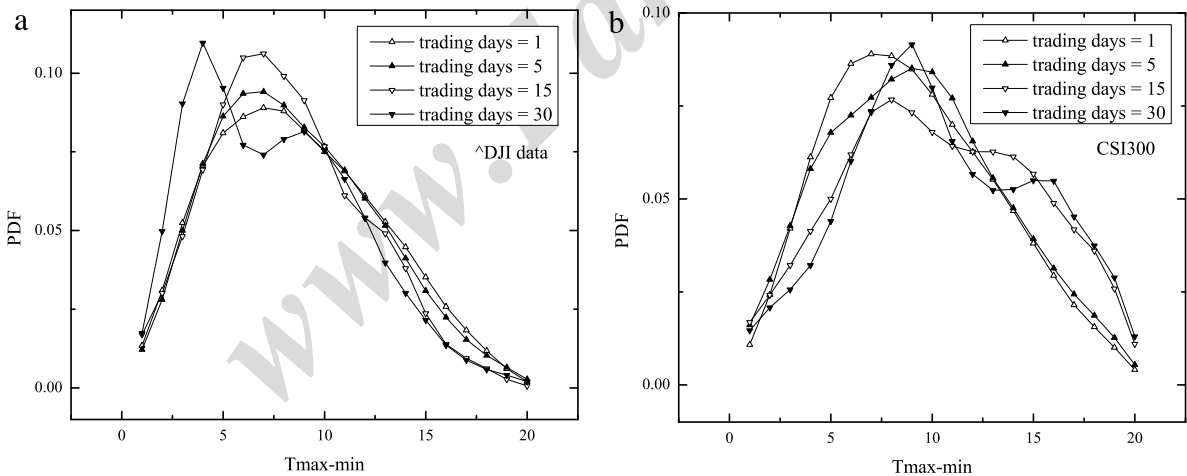 a
trading days = 1
trading days = 5
trading days = 15
trading days = 30
^DJI data
PDF
0.10
0.05
0.00
0
5
10
15
20
Tmax-min
b
trading days = 1
trading days = 5
trading days = 15
trading days = 30
CSI300
PDF
0.10
0.05
0.00
0
5
10
15
20
Tmax-min